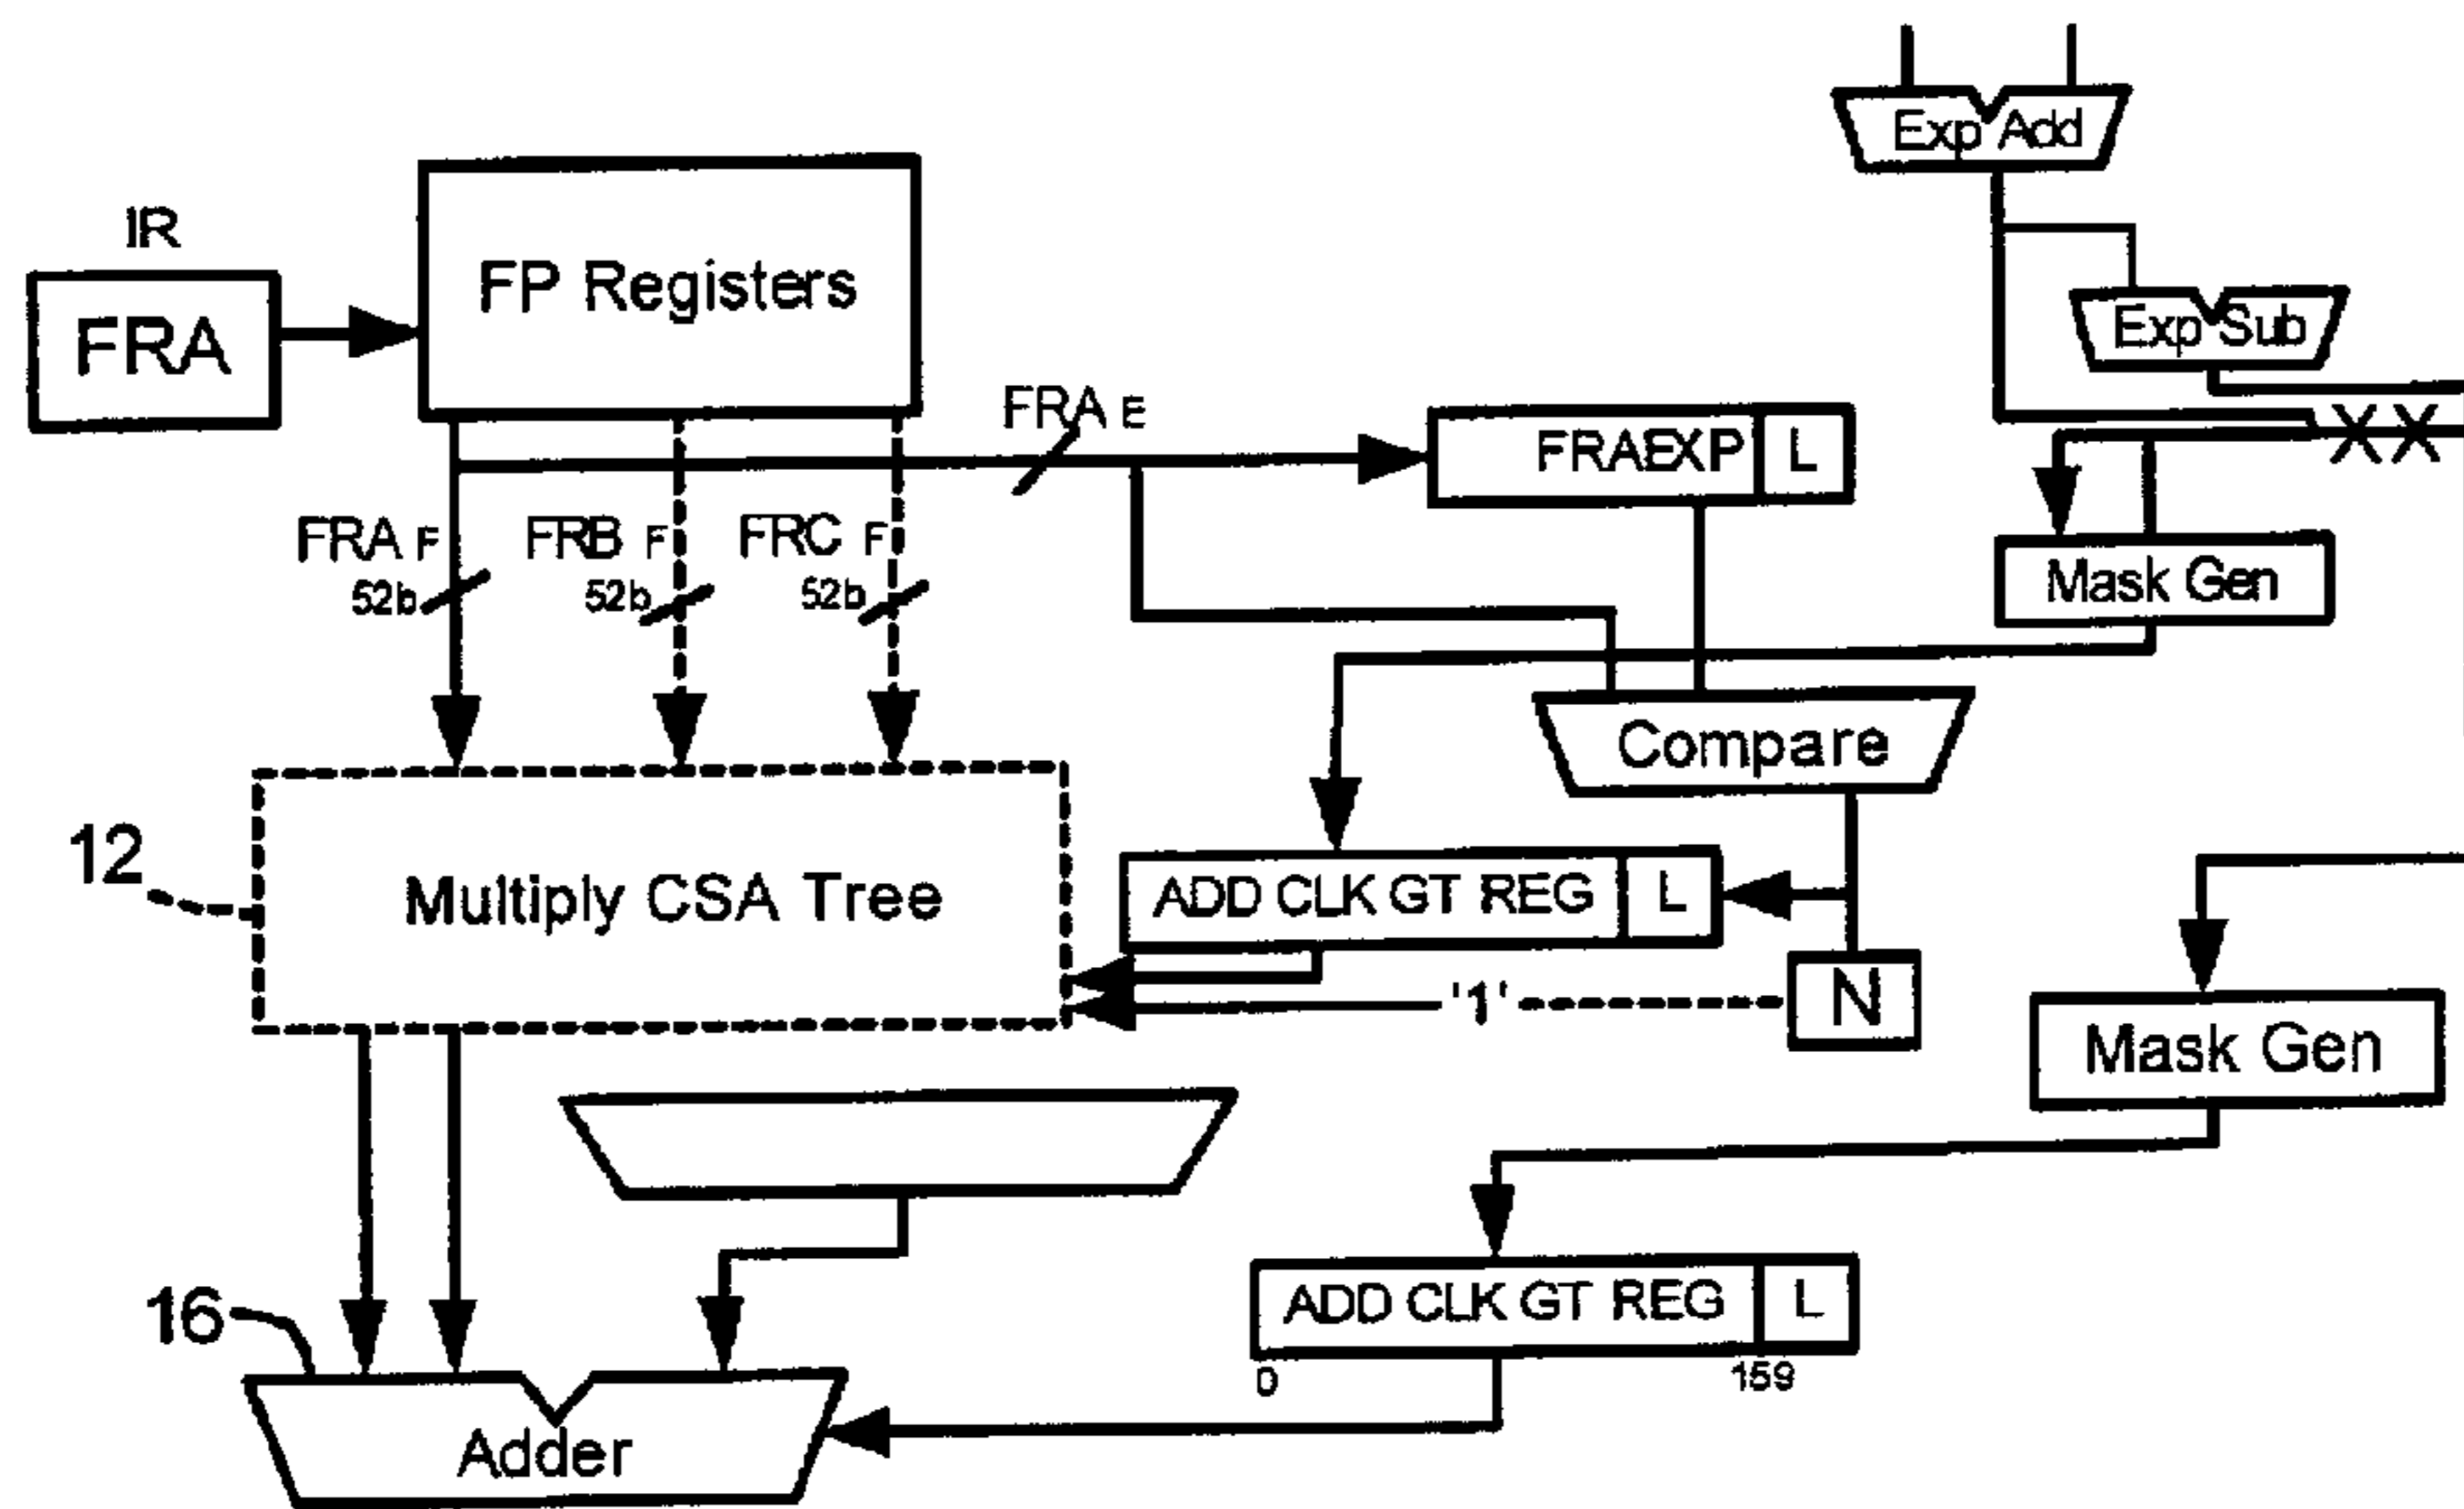 Exp Add
IR
FRA
FP Registers
Exp Sub
FRA E
FRAEXP L
XX
FRA F
52b
FRB F
52b
FRC F
52b
Mask Gen
Compare
12
Multiply CSA Tree
ADD CLK GT REG L
'1'
N
Mask Gen
16
ADD CLK GT REG L
0
159
Adder